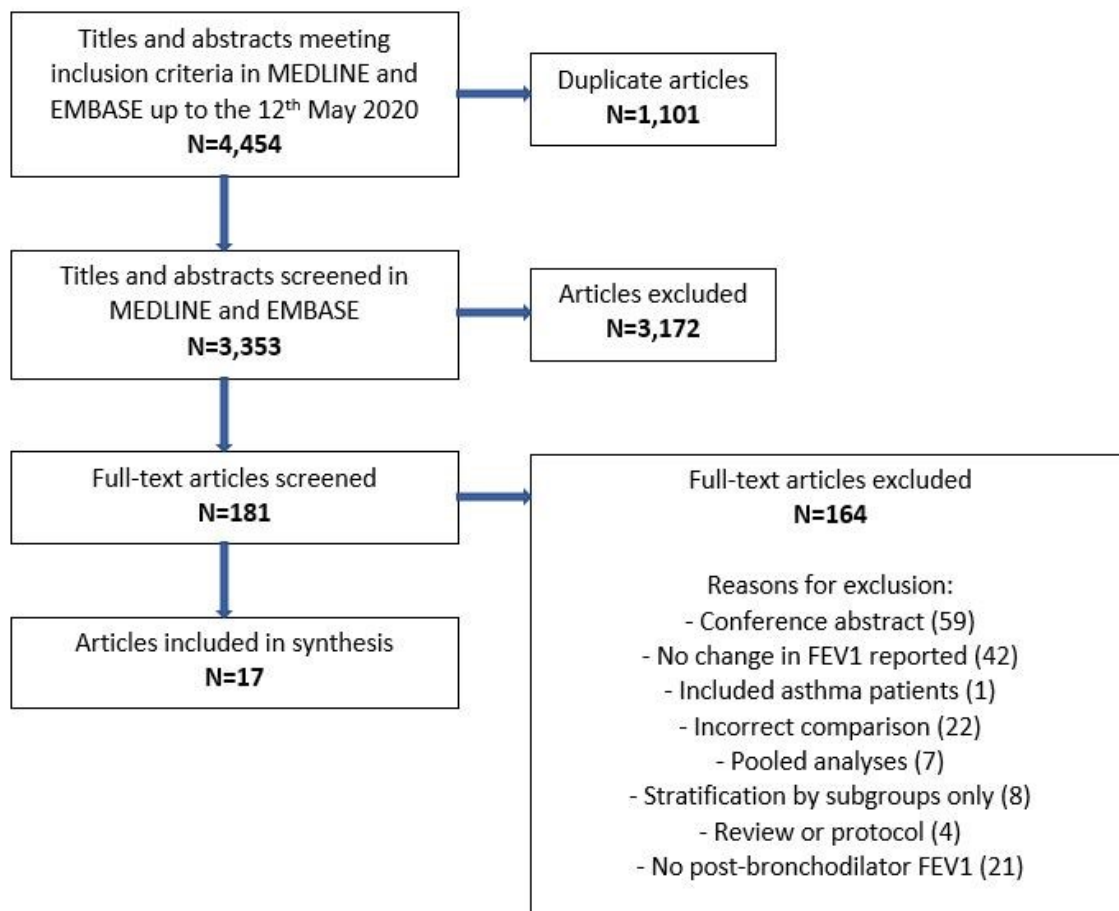 Titles and abstracts meeting
inclusion criteria in MEDLINE and
EMBASE up to the 12th May 2020
N=4,454
Duplicate articles
N=1,101
Titles and abstracts screened in
MEDLINE and EMBASE
N=3,353
Articles excluded
N=3,172
Full-text articles screened
N=181
Full-text articles excluded
N=164
Reasons for exclusion:
- Conference abstract (59)
- No change in FEV1 reported (42)
- Included asthma patients (1)
- Incorrect comparison (22)
- Pooled analyses (7)
- Stratification by subgroups only (8)
- Review or protocol (4)
- No post-bronchodilator FEV1 (21)
Articles included in synthesis
N=17